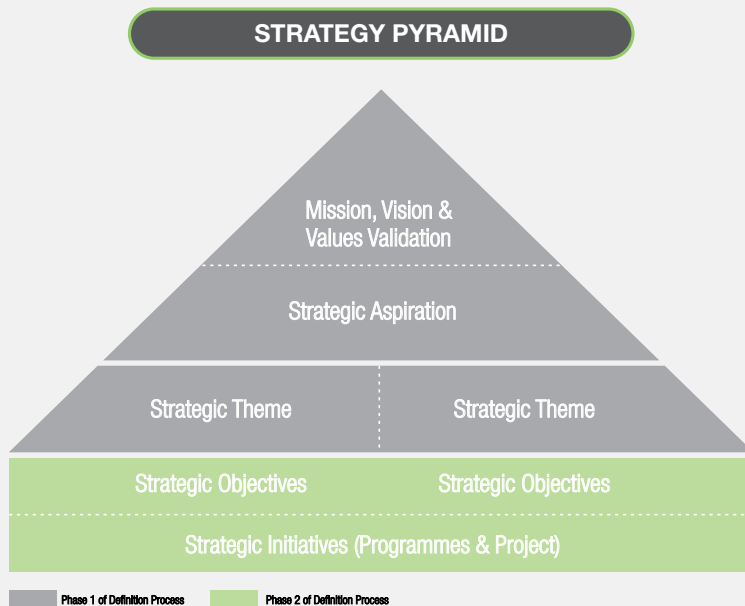 STRATEGY PYRAMID
Mission, Vision &
Values Validation
Strategic Aspiration
Strategic Theme Strategic Theme
Strategic Objectives Strategic Objectives
Strategic Initiatives (Programmes & Project)
Phase 1 of Definition Process Phase 2 of Definition Process